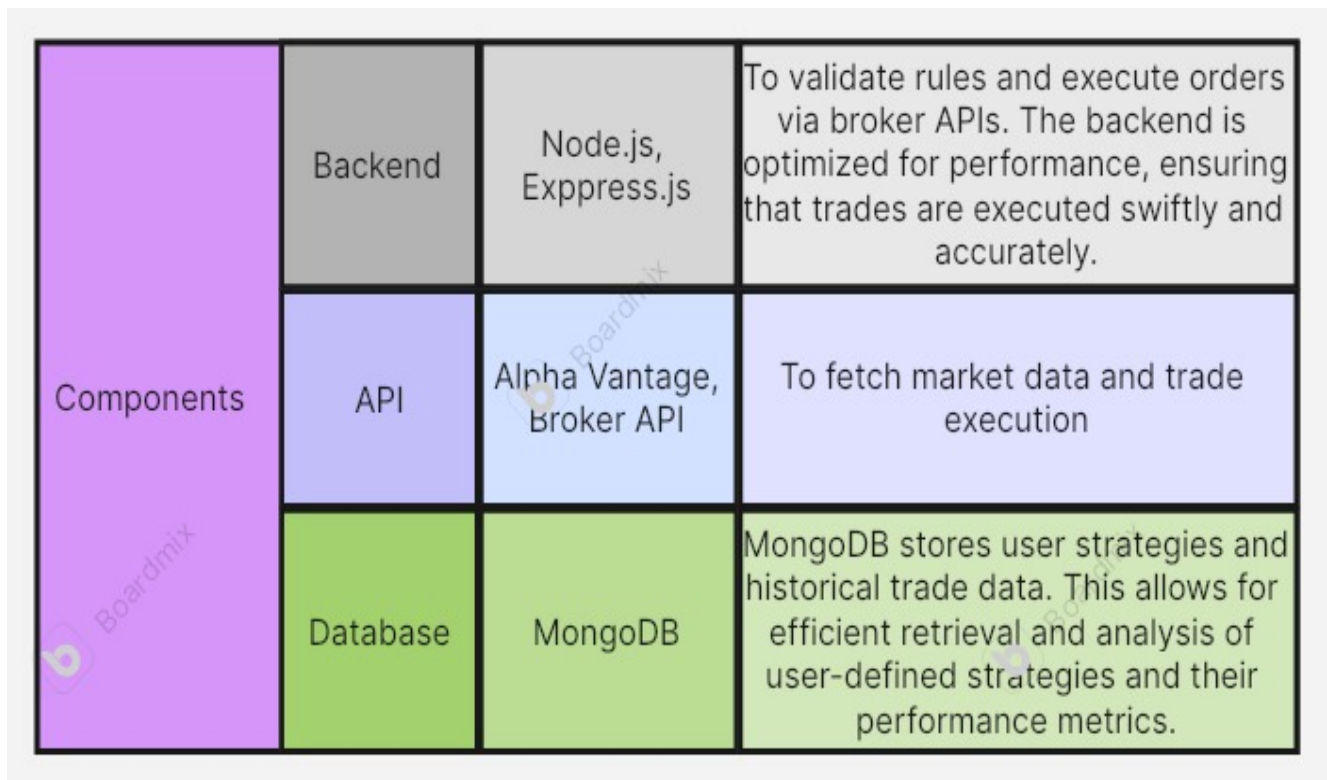 Components
Backend
Node.js,
Exppress.js
To validate rules and execute orders
via broker APIs. The backend is
optimized for performance, ensuring
that trades are executed swiftly and
accurately.
API
Alpha Vantage,
Broker API
To fetch market data and trade
execution
Database
MongoDB
MongoDB stores user strategies and
historical trade data. This allows for
efficient retrieval and analysis of
user-defined strategies and their
performance metrics.
Boardmix
Boardmix
Boardmix